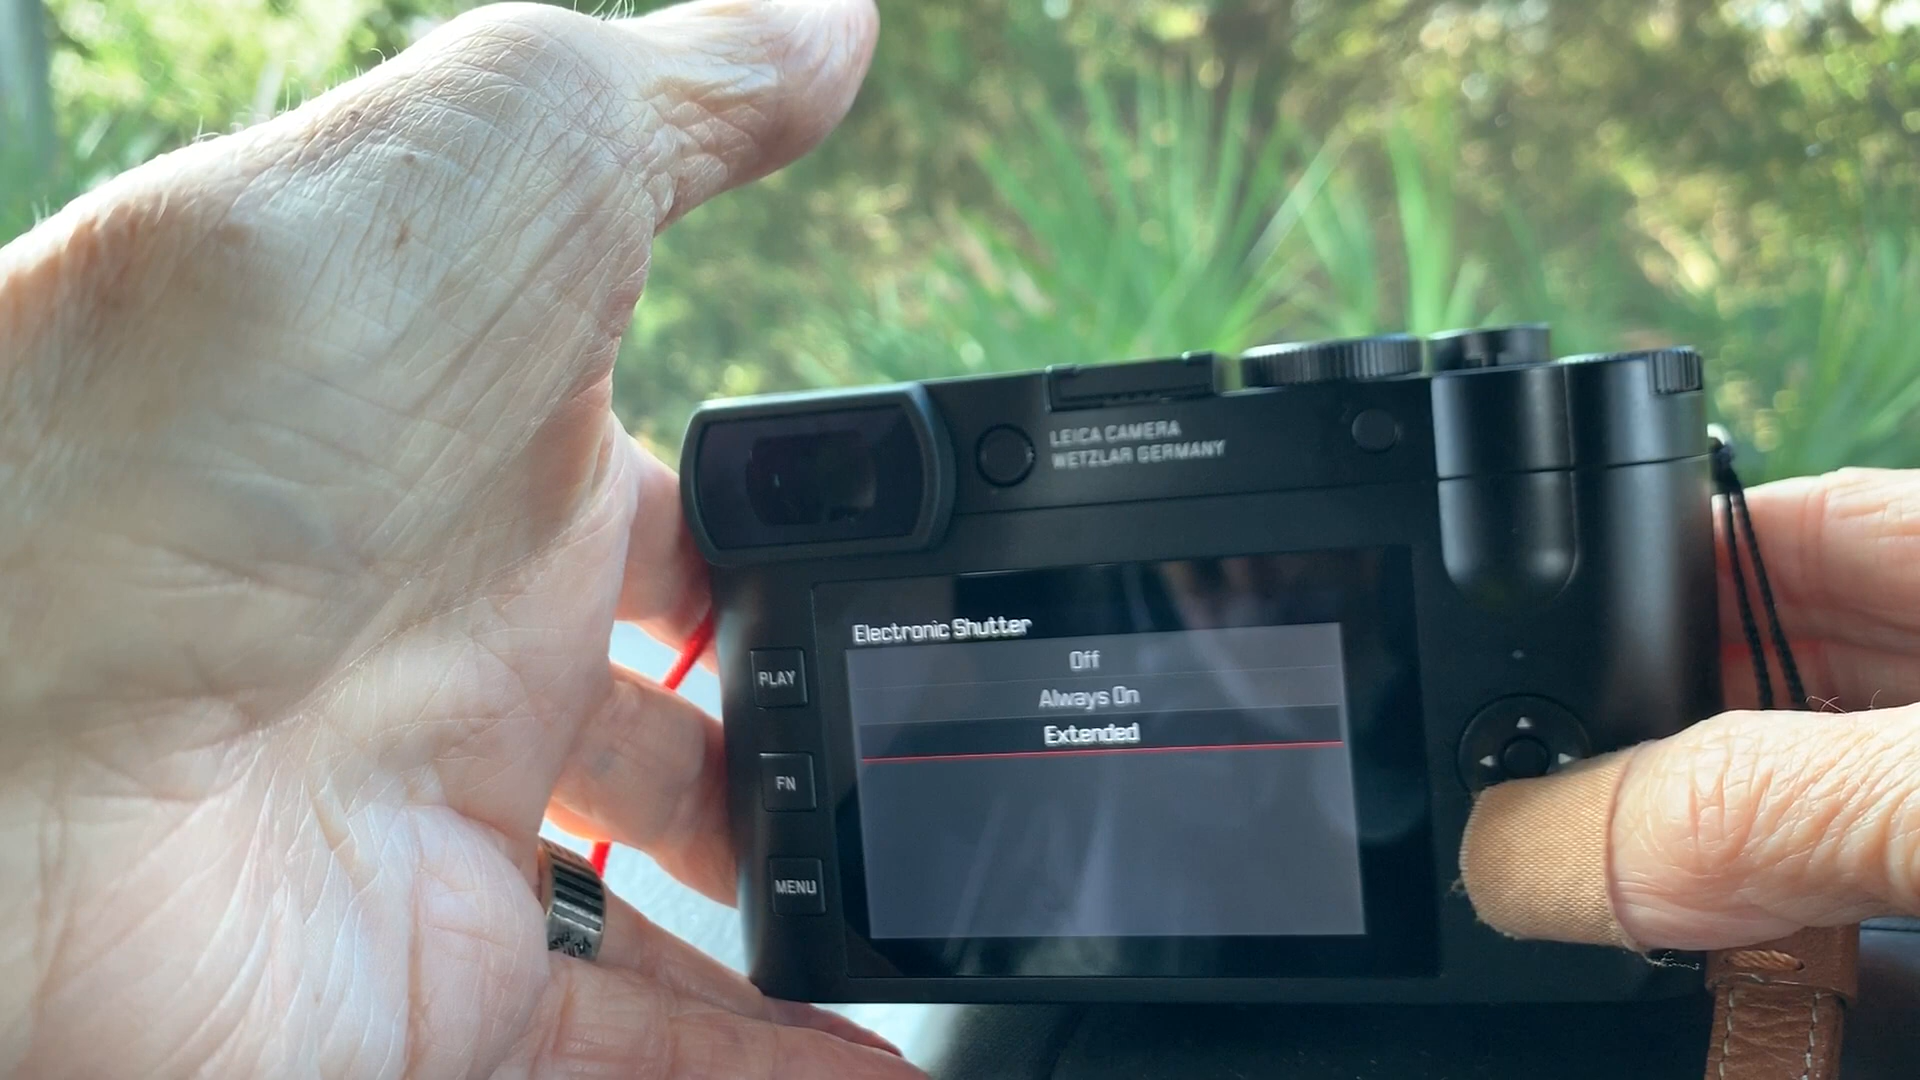 LEICA CAMERA
WETZLAR GERMANY
Electronic Shutter
Off
Always On
Extended
PLAY
FN
MENU